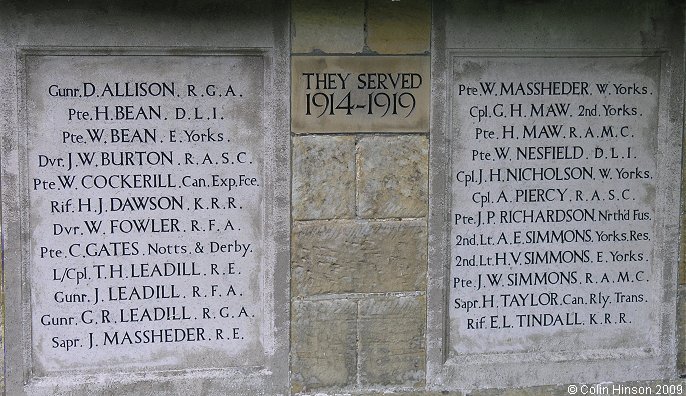 Gunr. D. ALLISON. R. G. A.
Pte. H. BEAN. D. L. I.
Pte. W. BEAN. E. Yorks.
Dvr. J. W. BURTON. R. A. S. C.
Pte. W. COCKERILL. Can. Exp. Fce.
Rif. H. J. DAWSON. K. R. R.
Dvr. W. FOWLER. R. F. A.
Pte. C. GATES. Notts. & Derby.
L/Cpl. T. H. LEADILL. R. E.
Gunr. J. LEADILL. R. F. A.
Gunr. G. R. LEADILL. R. G. A.
Sapr. J. MASSHEDER. R. E.
THEY SERVED
1914-1919
Pte. W. MASSHEDER. W. Yorks.
Cpl. G. H. MAW. 2nd. Yorks.
Pte. H. MAW. R. A. M. C.
Pte. W. NESFIELD. D. L. I.
Cpl. J. H. NICHOLSON. W. Yorks.
Cpl. A. PIERCY. R. A. S. C.
Pte. J. P. RICHARDSON. Nrthd Fus.
2nd. Lt. A. E. SIMMONS. Yorks. Res.
2nd. Lt. H. V. SIMMONS. E. Yorks.
Pte. J. W. SIMMONS. R. A. M. C.
Sapr. H. TAYLOR. Can. Rly. Trans.
Rif. E. L. TINDALL. K. R. R.
© Colin Hinson 2009